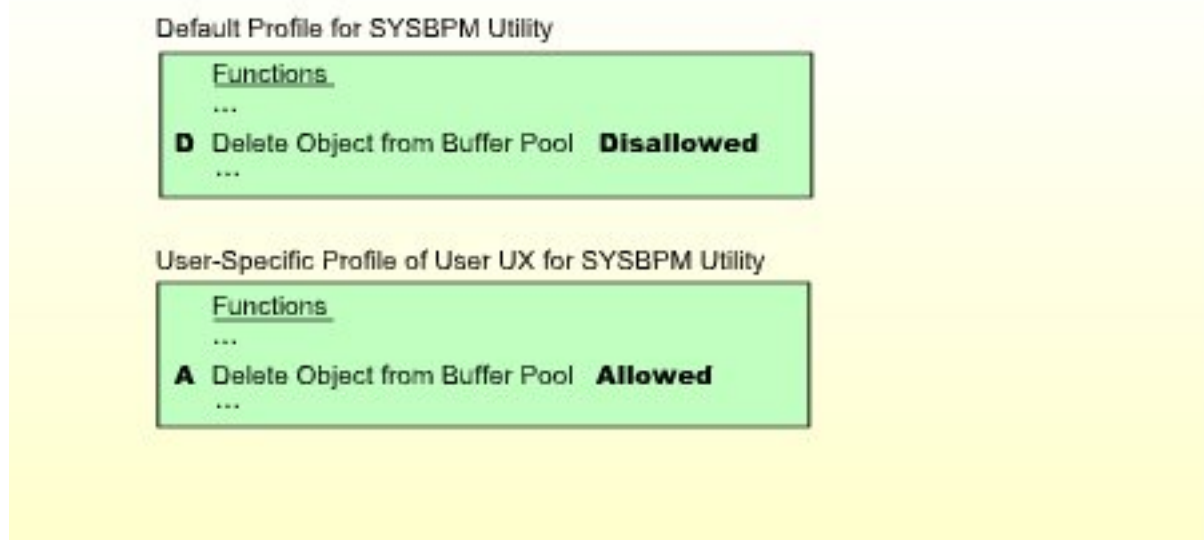 Default Profile for SYSBPM Utility
Functions
...
D Delete Object from Buffer Pool Disallowed
...
User-Specific Profile of User UX for SYSBPM Utility
Functions
...
A Delete Object from Buffer Pool Allowed
...